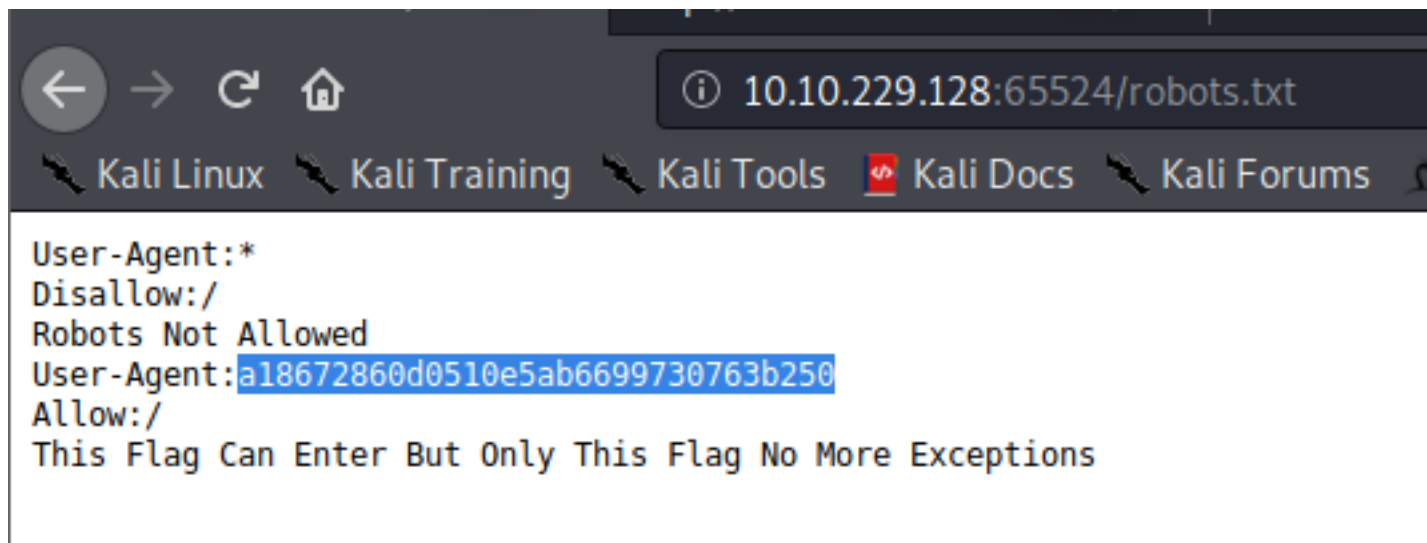 10.10.229.128:65524/robots.txt
Kali Linux Kali Training Kali Tools Kali Docs Kali Forums
User-Agent:*
Disallow:/
Robots Not Allowed
User-Agent:a18672860d0510e5ab6699730763b250
Allow:/
This Flag Can Enter But Only This Flag No More Exceptions